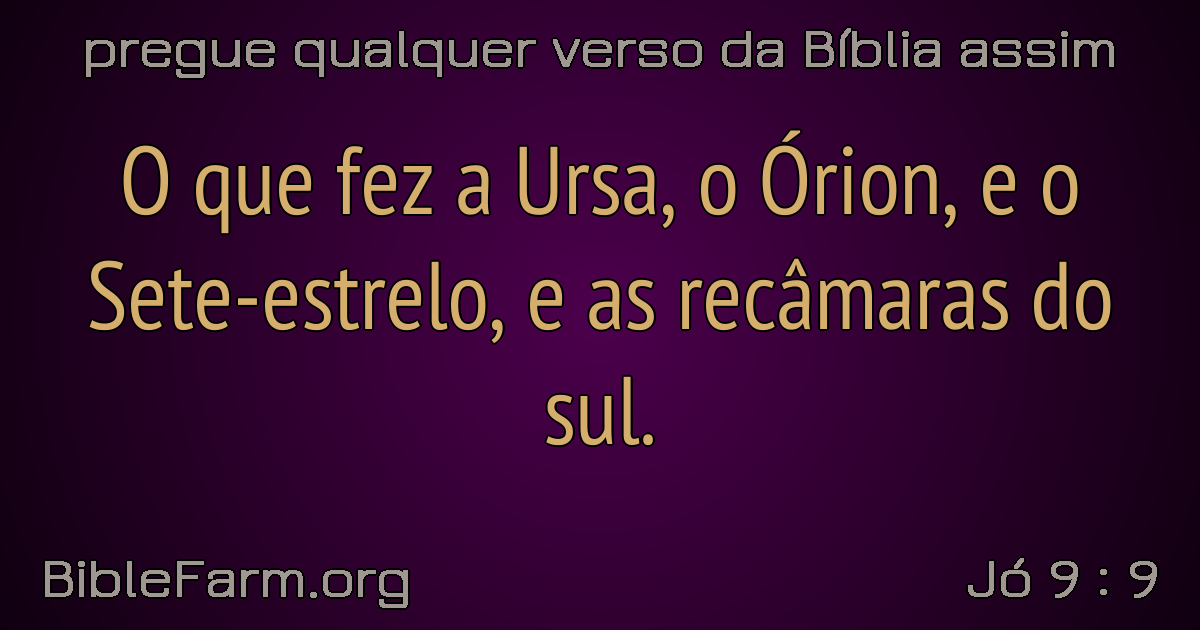 pregue qualquer verso da Bíblia assim
O que fez a Ursa, o Órion, e o
Sete-estrelo, e as recâmaras do
sul.
BibleFarm.org
Jó 9 : 9